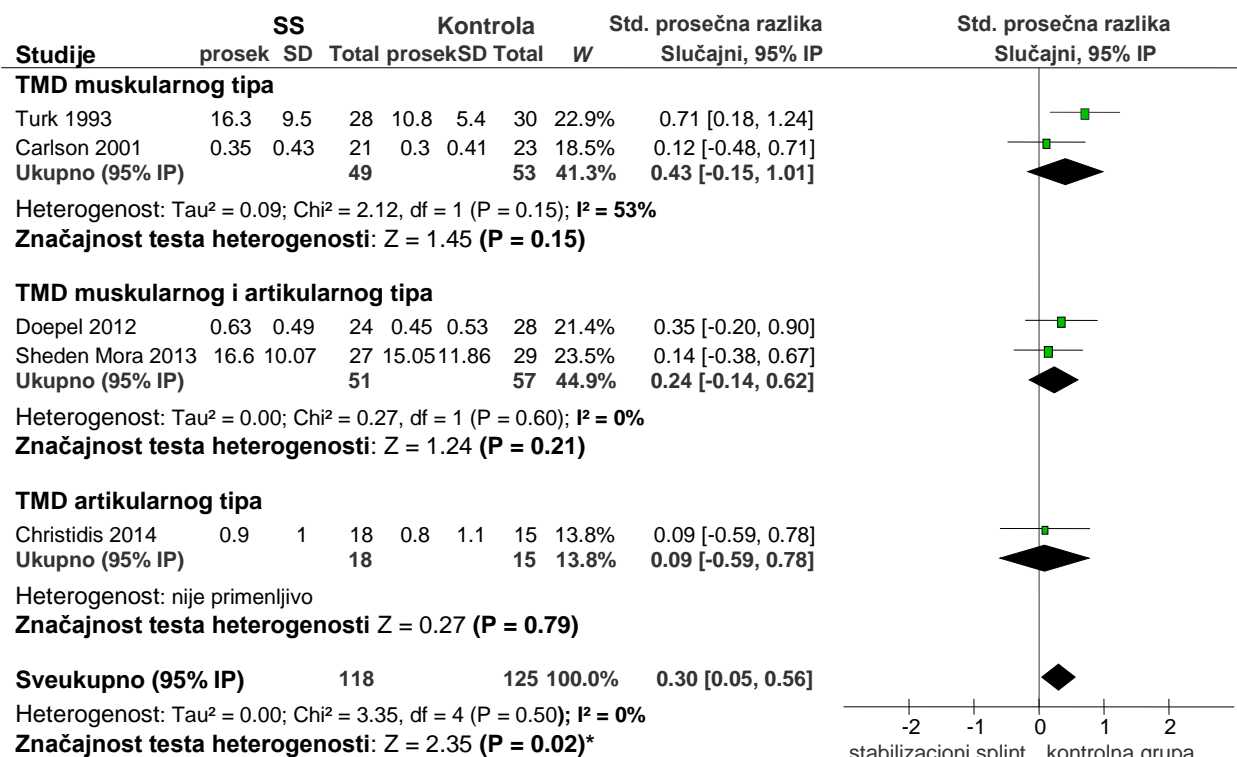 SS Kontrola Std. prosečna razlika Std. prosečna razlika
Studije prosek SD Total prosek SD Total W Slučajni, 95% IP Slučajni, 95% IP
TMD muskularnog tipa
Turk 1993 16.3 9.5 28 10.8 5.4 30 22.9% 0.71 [0.18, 1.24]
Carlson 2001 0.35 0.43 21 0.3 0.41 23 18.5% 0.12 [-0.48, 0.71]
Ukupno (95% IP) 49 53 41.3% 0.43 [-0.15, 1.01]
Heterogenost: Tau² = 0.09; Chi² = 2.12, df = 1 (P = 0.15); I² = 53%
Značajnost testa heterogenosti: Z = 1.45 (P = 0.15)
TMD muskularnog i artikularnog tipa
Doepel 2012 0.63 0.49 24 0.45 0.53 28 21.4% 0.35 [-0.20, 0.90]
Sheden Mora 2013 16.6 10.07 27 15.05 11.86 29 23.5% 0.14 [-0.38, 0.67]
Ukupno (95% IP) 51 57 44.9% 0.24 [-0.14, 0.62]
Heterogenost: Tau² = 0.00; Chi² = 0.27, df = 1 (P = 0.60); I² = 0%
Značajnost testa heterogenosti: Z = 1.24 (P = 0.21)
TMD artikularnog tipa
Christidis 2014 0.9 1 18 0.8 1.1 15 13.8% 0.09 [-0.59, 0.78]
Ukupno (95% IP) 18 15 13.8% 0.09 [-0.59, 0.78]
Heterogenost: nije primenljivo
Značajnost testa heterogenosti Z = 0.27 (P = 0.79)
Sveukupno (95% IP) 118 125 100.0% 0.30 [0.05, 0.56]
Heterogenost: Tau² = 0.00; Chi² = 3.35, df = 4 (P = 0.50); I² = 0%
Značajnost testa heterogenosti: Z = 2.35 (P = 0.02)*
-2 -1 0 1 2
stabilizacioni splint kontrolna grupa